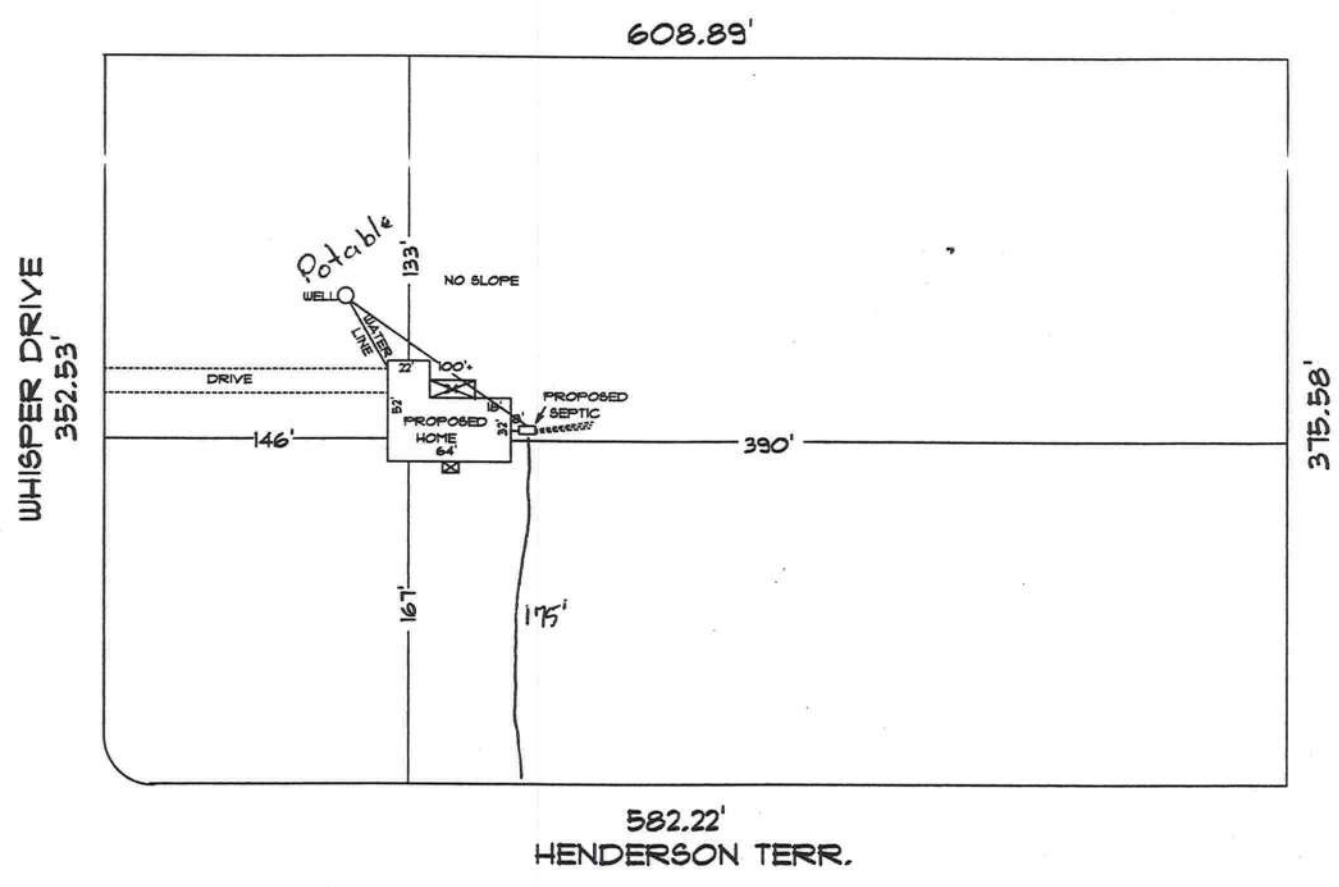 608.89'
Potable
133'
NO SLOPE
WELL
WATER
LINE
WHISPER DRIVE
352.53'
22'
100'+
DRIVE
52'
18'
8'
PROPOSED
SEPTIC
PROPOSED
HOME
32'
64'
146'
390'
375.58'
167'
175'
582.22'
HENDERSON TERR.